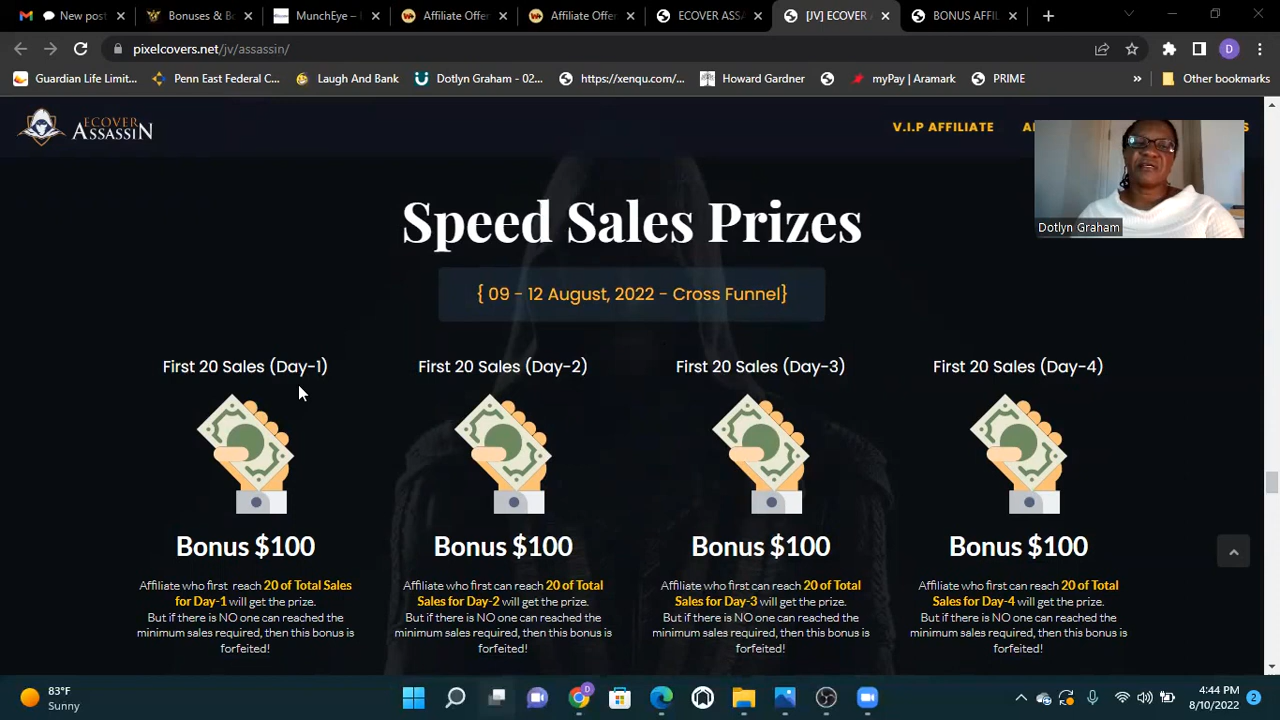 New post
Bonuses & B
MunchEye –
Affiliate Offer
Affiliate Offer
ECOVER ASSA
[JV] ECOVER A
BONUS AFFIL
pixelcovers.net/jv/assassin/
D
Guardian Life Limit...
Penn East Federal C...
Laugh And Bank
Dotlyn Graham - 02...
https://xenqu.com/...
Howard Gardner
myPay | Aramark
PRIME
»
Other bookmarks
ECOVER
ASSASSIN
V.I.P AFFILIATE
Dotlyn Graham
Speed Sales Prizes
{ 09 - 12 August, 2022 - Cross Funnel}
First 20 Sales (Day-1)
First 20 Sales (Day-2)
First 20 Sales (Day-3)
First 20 Sales (Day-4)
Bonus $100
Bonus $100
Bonus $100
Bonus $100
Affiliate who first reach 20 of Total Sales
for Day-1 will get the prize.
But if there is NO one can reached the
minimum sales required, then this bonus is
forfeited!
Affiliate who first can reach 20 of Total
Sales for Day-2 will get the prize.
But if there is NO one can reached the
minimum sales required, then this bonus is
forfeited!
Affiliate who first can reach 20 of Total
Sales for Day-3 will get the prize.
But if there is NO one can reached the
minimum sales required, then this bonus is
forfeited!
Affiliate who first can reach 20 of Total
Sales for Day-4 will get the prize.
But if there is NO one can reached the
minimum sales required, then this bonus is
forfeited!
83°F
Sunny
4:44 PM
8/10/2022
2